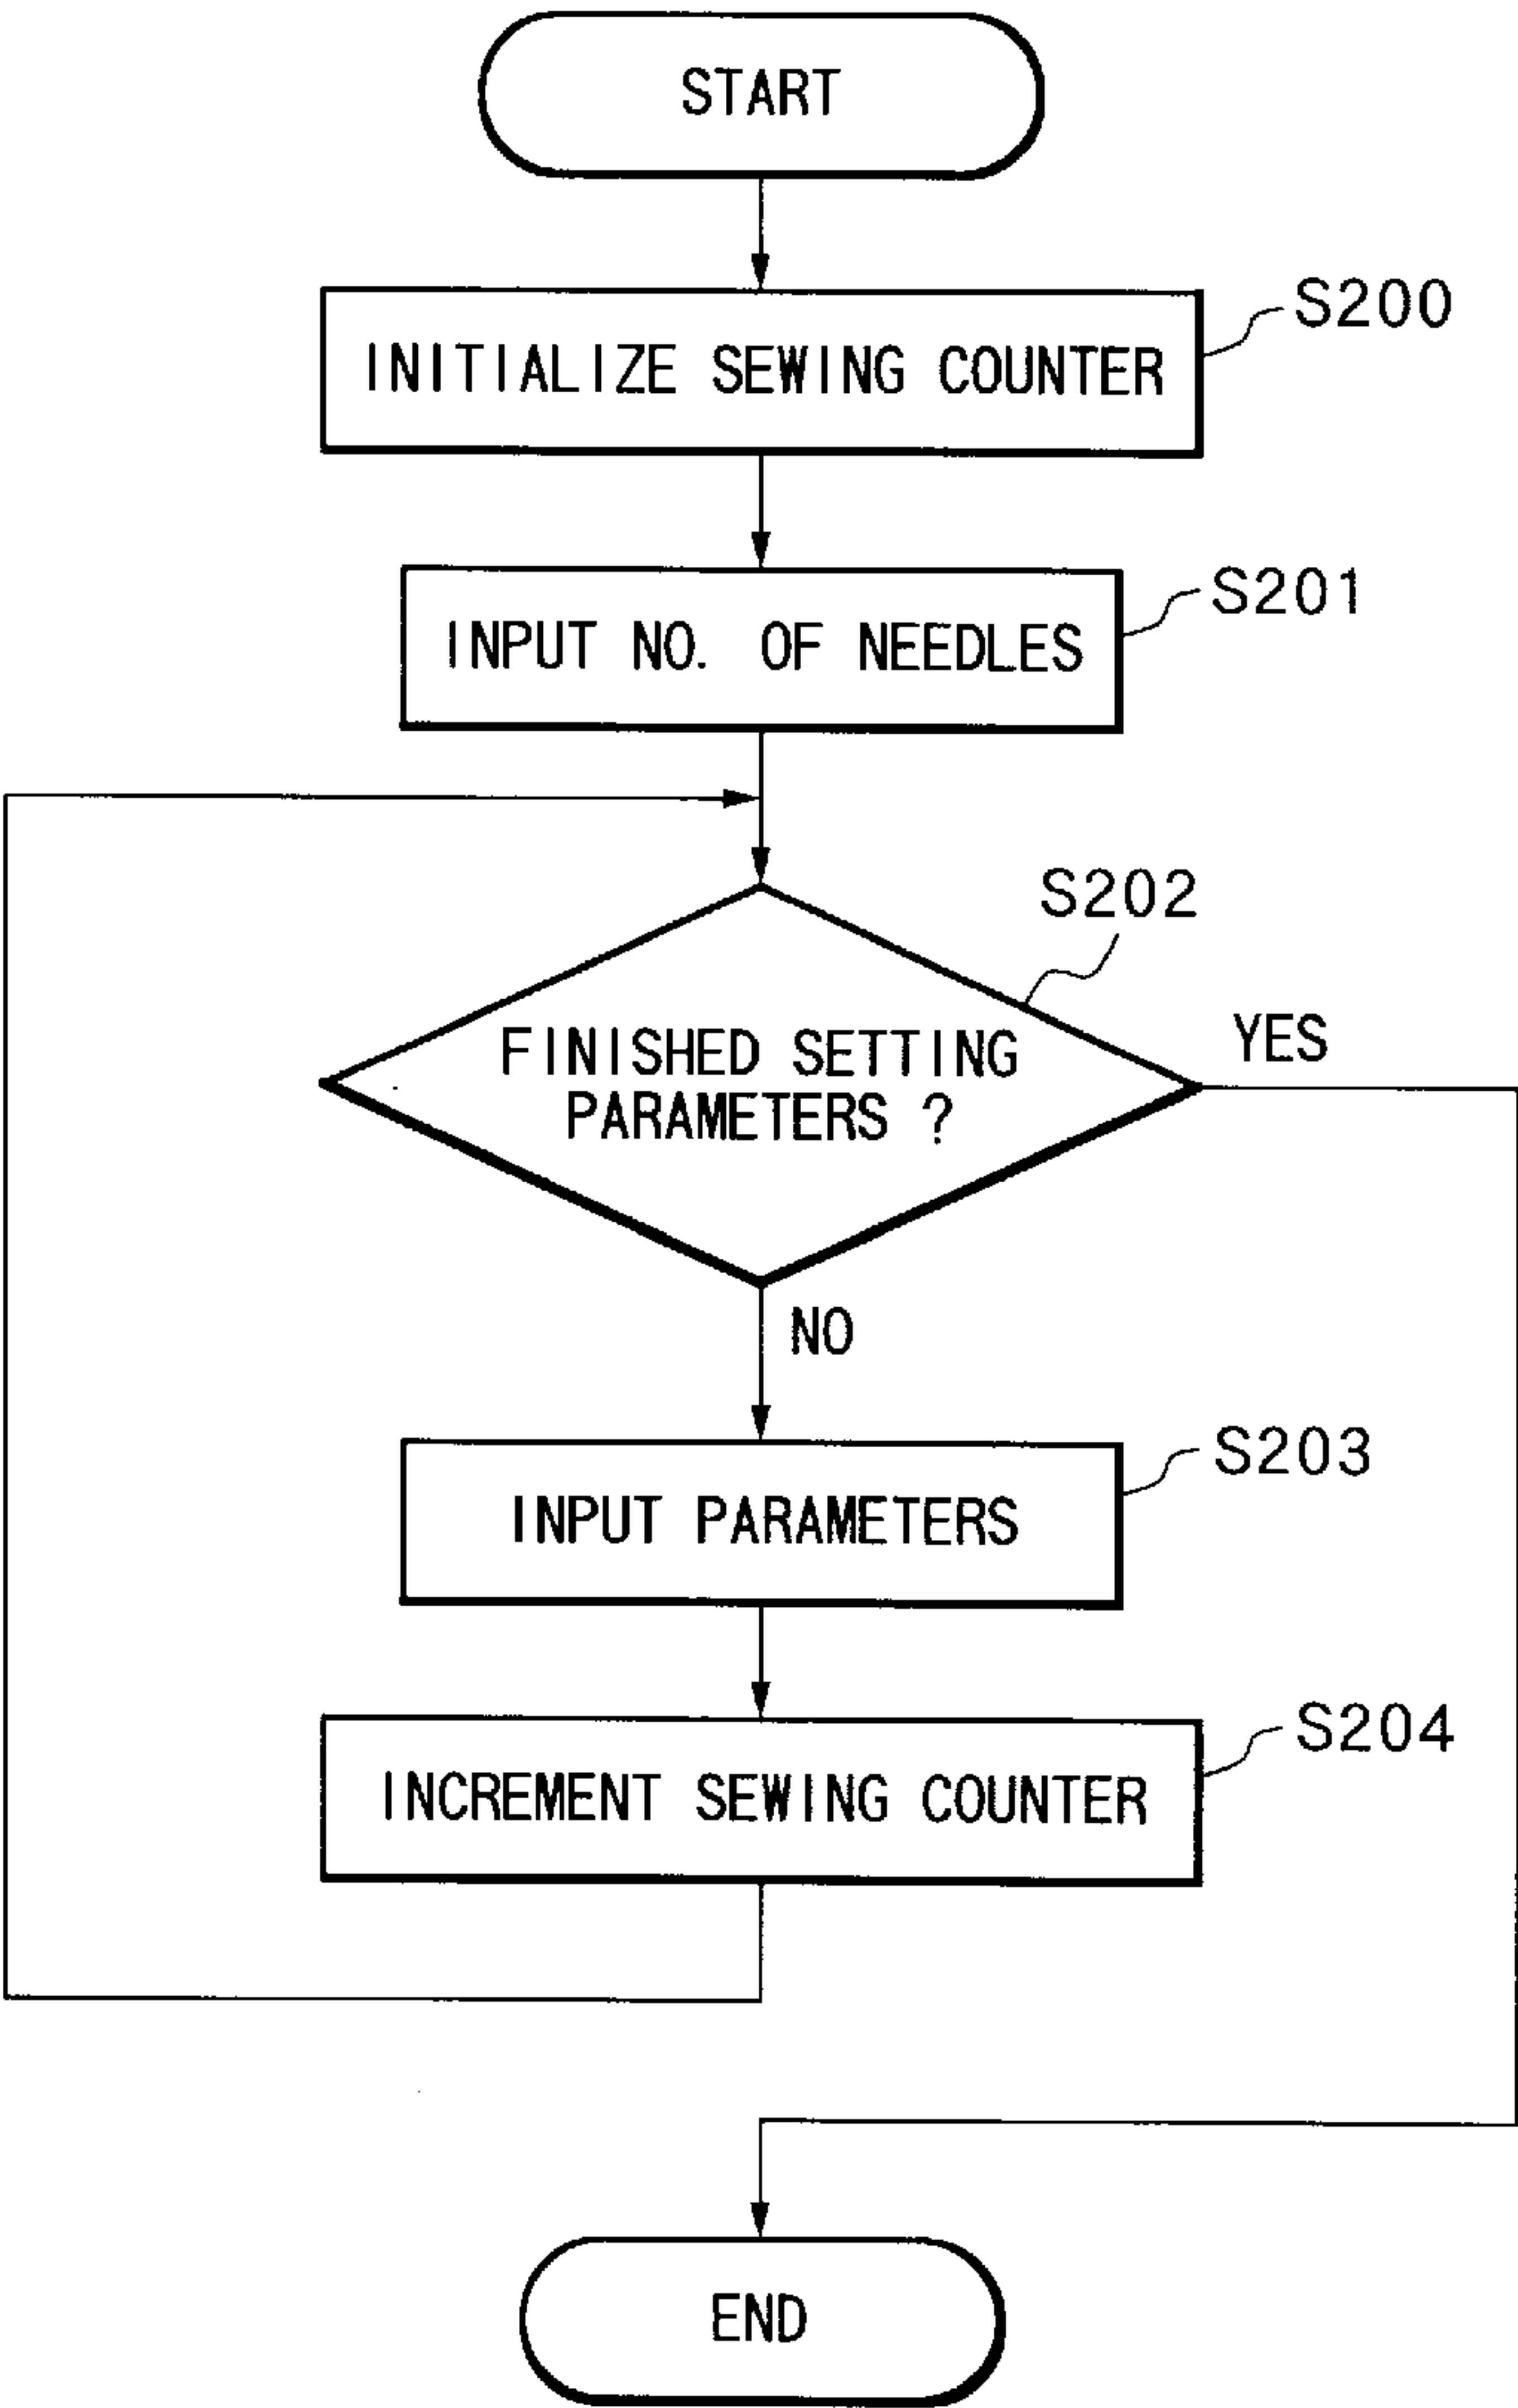 START
S200
INITIALIZE SEWING COUNTER
S201
INPUT NO. OF NEEDLES
S202
YES
FINISHED SETTING
PARAMETERS ?
NO
S203
INPUT PARAMETERS
S204
INCREMENT SEWING COUNTER
END